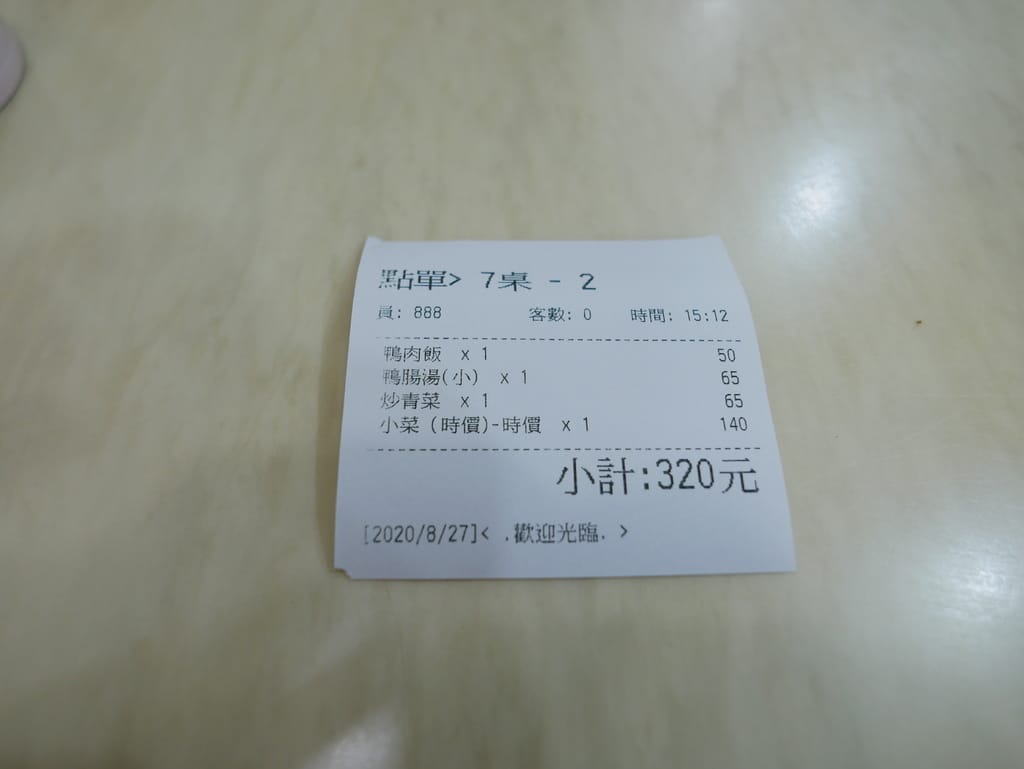 點單> 7桌 - 2
員: 888 客數: 0 時間: 15:12
鴨肉飯 x 1 50
鴨腸湯(小) x 1 65
炒青菜 x 1 65
小菜 (時價)-時價 x 1 140
小計:320元
[2020/8/27]< .歡迎光臨. >